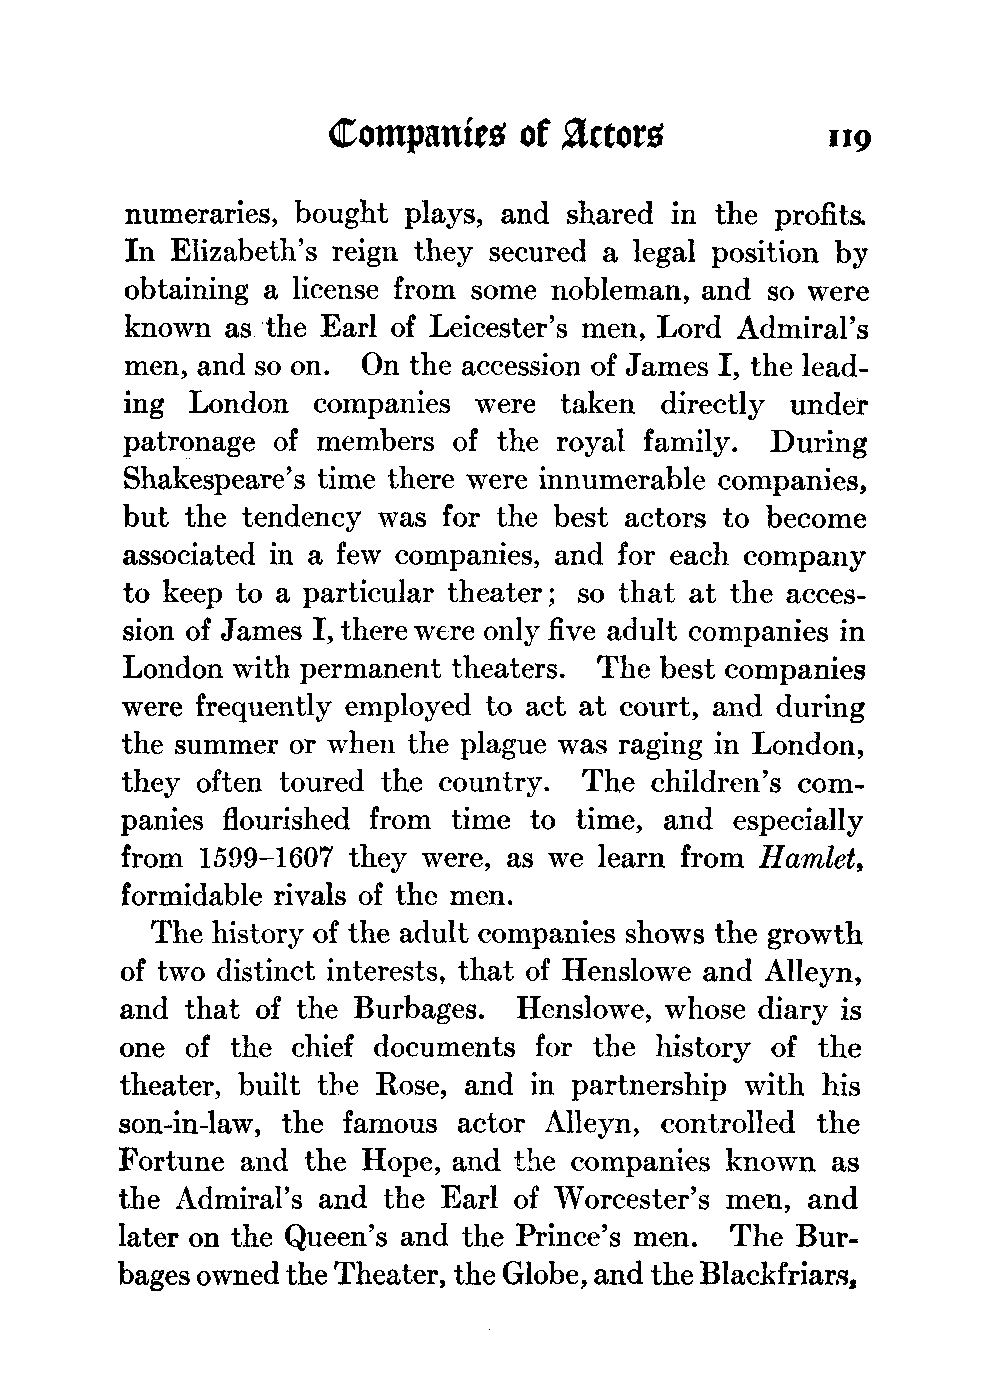 Companies of Actors 119
numeraries, bought plays, and shared in the profits.
In Elizabeth's reign they secured a legal position by
obtaining a license from some nobleman, and so were
known as the Earl of Leicester's men, Lord Admiral's
men, and so on. On the accession of James I, the lead-
ing London companies were taken directly under
patronage of members of the royal family. During
Shakespeare's time there were innumerable companies,
but the tendency was for the best actors to become
associated in a few companies, and for each company
to keep to a particular theater; so that at the acces-
sion of James I, there were only five adult companies in
London with permanent theaters. The best companies
were frequently employed to act at court, and during
the summer or when the plague was raging in London,
they often toured the country. The children's com-
panies flourished from time to time, and especially
from 1599–1607 they were, as we learn from Hamlet,
formidable rivals of the men.
The history of the adult companies shows the growth
of two distinct interests, that of Henslowe and Alleyn,
and that of the Burbages. Henslowe, whose diary is
one of the chief documents for the history of the
theater, built the Rose, and in partnership with his
son-in-law, the famous actor Alleyn, controlled the
Fortune and the Hope, and the companies known as
the Admiral's and the Earl of Worcester's men, and
later on the Queen's and the Prince's men. The Bur-
bages owned the Theater, the Globe, and the Blackfriars,